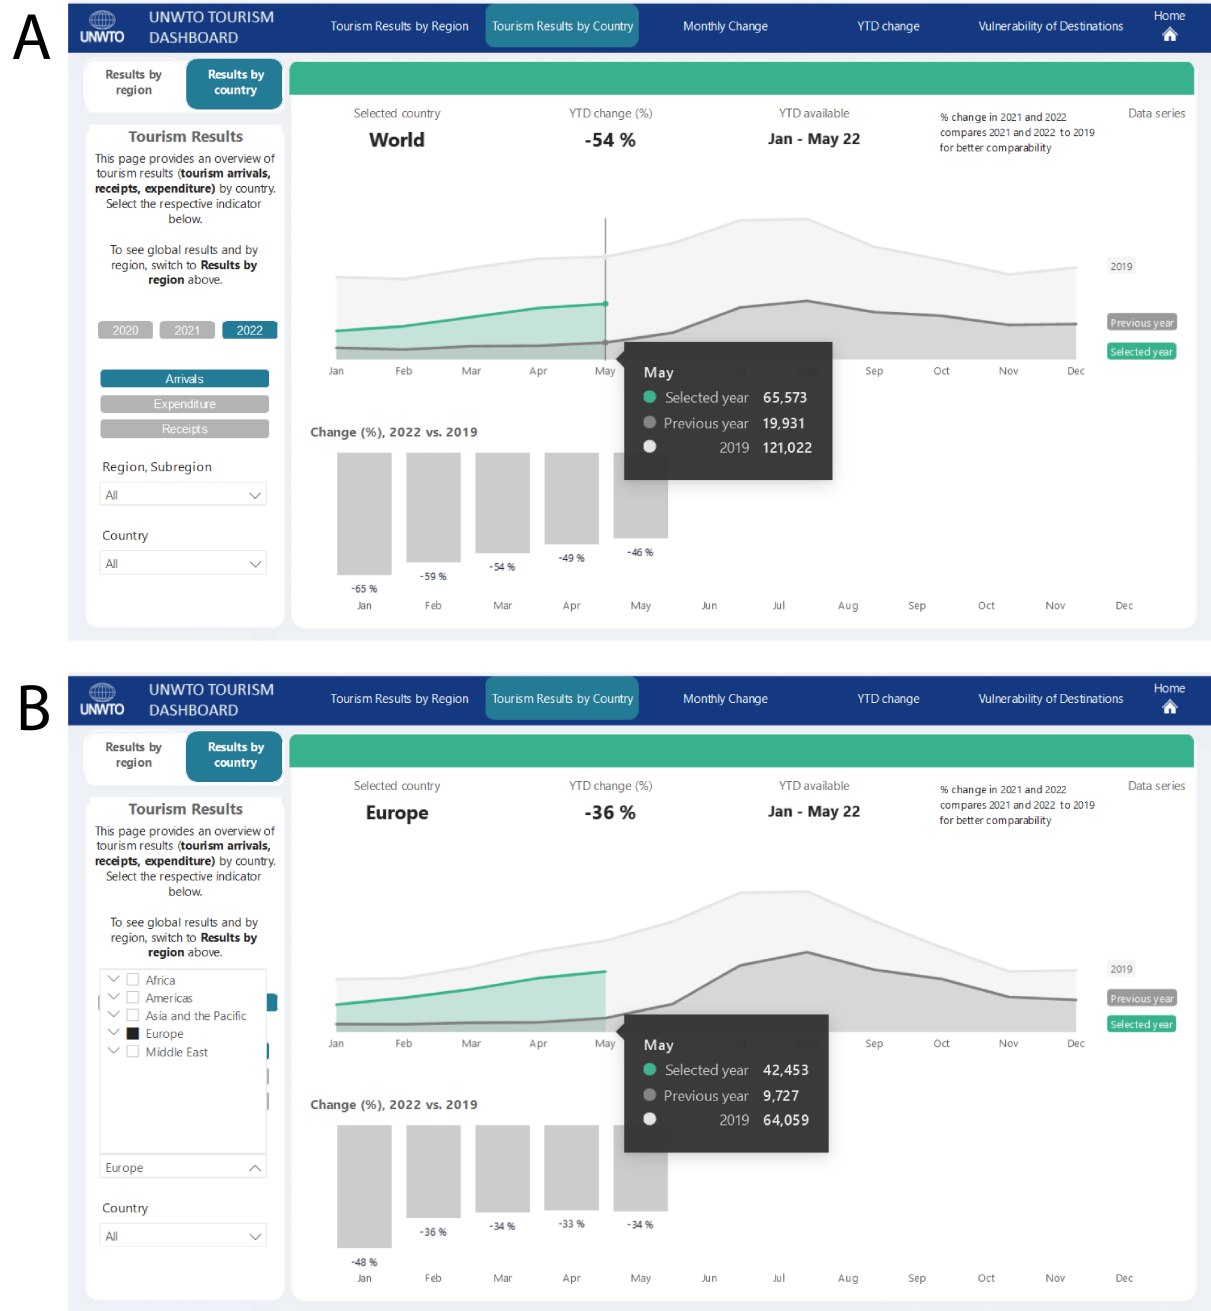 A
UNWTO
UNWTO TOURISM
DASHBOARD
Tourism Results by Region
Tourism Results by Country
Monthly Change
YTD change
Vulnerability of Destinations
Home
Results by
region
Results by
country
Tourism Results
This page provides an overview of
tourism results (tourism arrivals,
receipts, expenditure) by country.
Select the respective indicator
below.
To see global results and by
region, switch to Results by
region above.
2020
2021
2022
Arrivals
Expenditure
Receipts
Region, Subregion
All
Country
All
Selected country
World
YTD change (%)
-54 %
YTD available
Jan - May 22
% change in 2021 and 2022
compares 2021 and 2022 to 2019
for better comparability
Data series
2019
Previous year
Selected year
Jan Feb Mar Apr May Sep Oct Nov Dec
May
Selected year 65,573
Previous year 19,931
2019 121,022
Change (%), 2022 vs. 2019
-65 %
-59 %
-54 %
-49 %
-46 %
Jan Feb Mar Apr May Jun Jul Aug Sep Oct Nov Dec
B
UNWTO
UNWTO TOURISM
DASHBOARD
Tourism Results by Region
Tourism Results by Country
Monthly Change
YTD change
Vulnerability of Destinations
Home
Results by
region
Results by
country
Tourism Results
This page provides an overview of
tourism results (tourism arrivals,
receipts, expenditure) by country.
Select the respective indicator
below.
To see global results and by
region, switch to Results by
region above.
Africa
Americas
Asia and the Pacific
Europe
Middle East
Europe
Country
All
Selected country
Europe
YTD change (%)
-36 %
YTD available
Jan - May 22
% change in 2021 and 2022
compares 2021 and 2022 to 2019
for better comparability
Data series
2019
Previous year
Selected year
Jan Feb Mar Apr May Sep Oct Nov Dec
May
Selected year 42,453
Previous year 9,727
2019 64,059
Change (%), 2022 vs. 2019
-48 %
-36 %
-34 %
-33 %
-34 %
Jan Feb Mar Apr May Jun Jul Aug Sep Oct Nov Dec